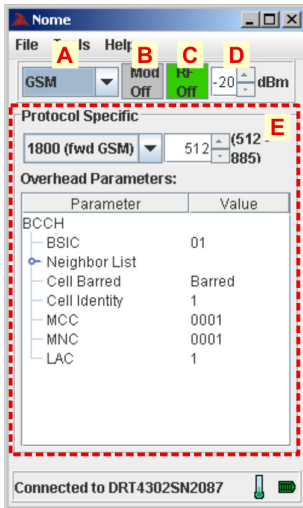 Nome
File Tools Help
A B C D
GSM Mod Off RF Off -20 dBm
Protocol Specific
E
1800 (fwd GSM) 512 (512 - 885)
Overhead Parameters:
Parameter Value
BCCH
BSIC 01
Neighbor List
Cell Barred Barred
Cell Identity 1
MCC 0001
MNC 0001
LAC 1
Connected to DRT4302SN2087